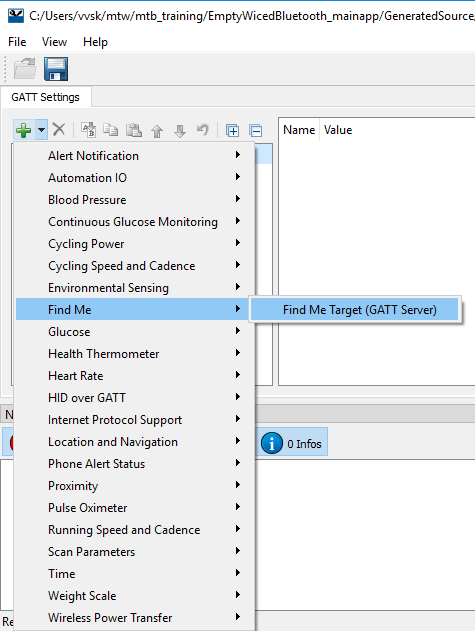 C:/Users/vvsk/mtw/mtb_training/EmptyWicedBluetooth_mainapp/GeneratedSource
File View Help
GATT Settings
Name Value
Alert Notification
Automation IO
Blood Pressure
Continuous Glucose Monitoring
Cycling Power
Cycling Speed and Cadence
Environmental Sensing
Find Me
Find Me Target (GATT Server)
Glucose
Health Thermometer
Heart Rate
HID over GATT
Internet Protocol Support
N
0 Infos
Location and Navigation
Phone Alert Status
Proximity
Pulse Oximeter
Running Speed and Cadence
Scan Parameters
Time
Weight Scale
Wireless Power Transfer
Re